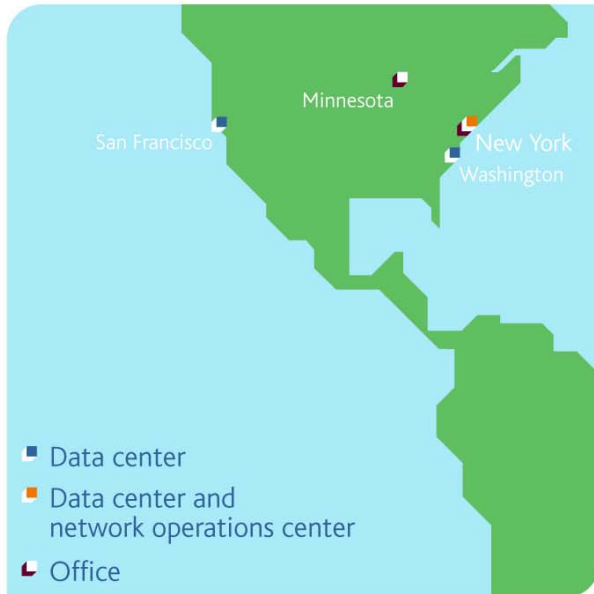 Minnesota
San Francisco
New York
Washington
Data center
Data center and
network operations center
Office